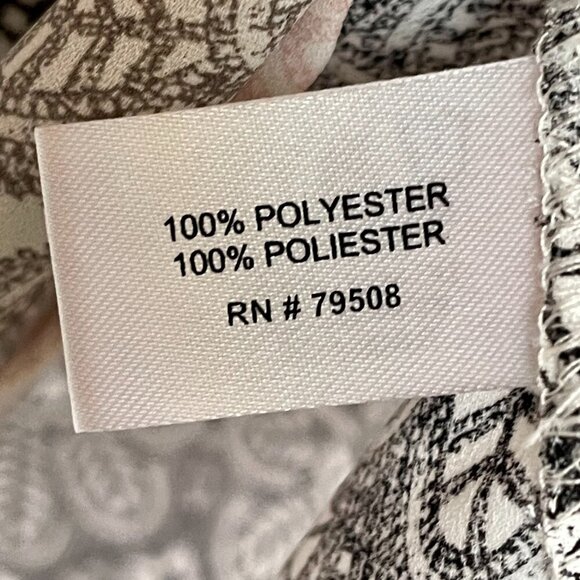 100% POLYESTER
100% POLIESTER
RN # 79508